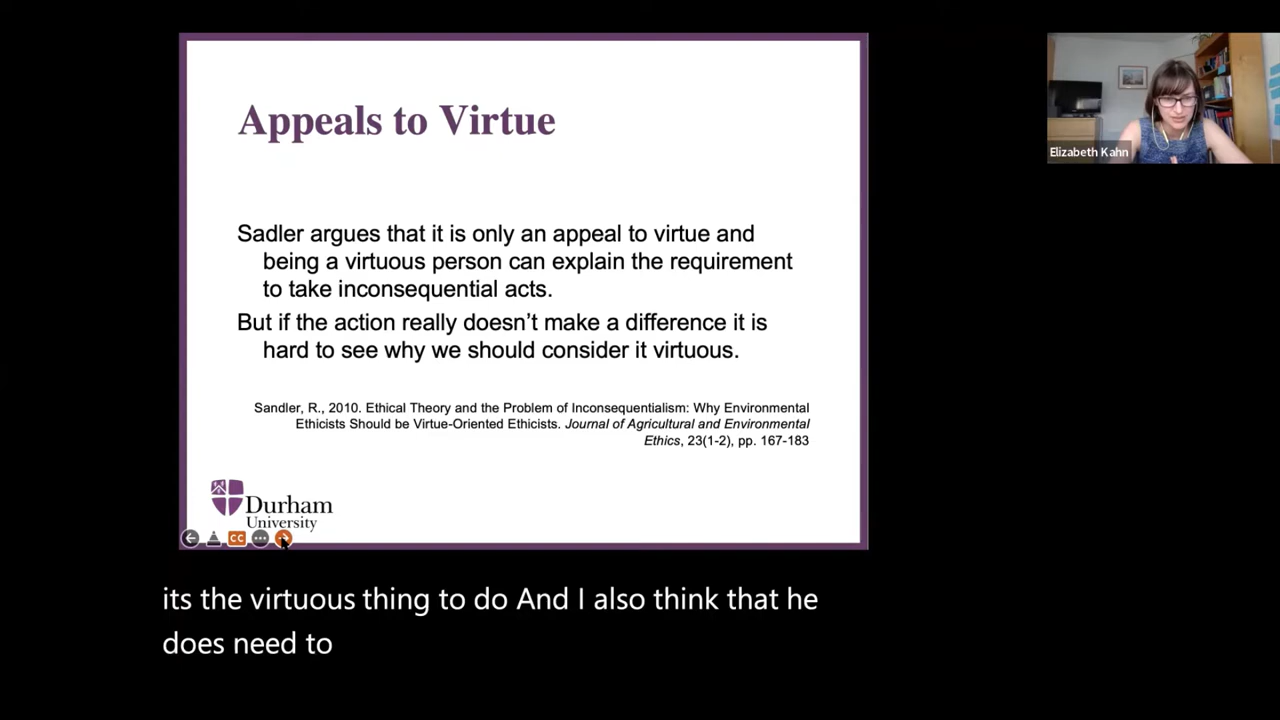 Appeals to Virtue
Sadler argues that it is only an appeal to virtue and
being a virtuous person can explain the requirement
to take inconsequential acts.
But if the action really doesn't make a difference it is
hard to see why we should consider it virtuous.
Sandler, R., 2010. Ethical Theory and the Problem of Inconsequentialism: Why Environmental
Ethicists Should be Virtue-Oriented Ethicists. Journal of Agricultural and Environmental
Ethics, 23(1-2), pp. 167-183
Durham
University
CC
Elizabeth Kahn
its the virtuous thing to do And I also think that he
does need to